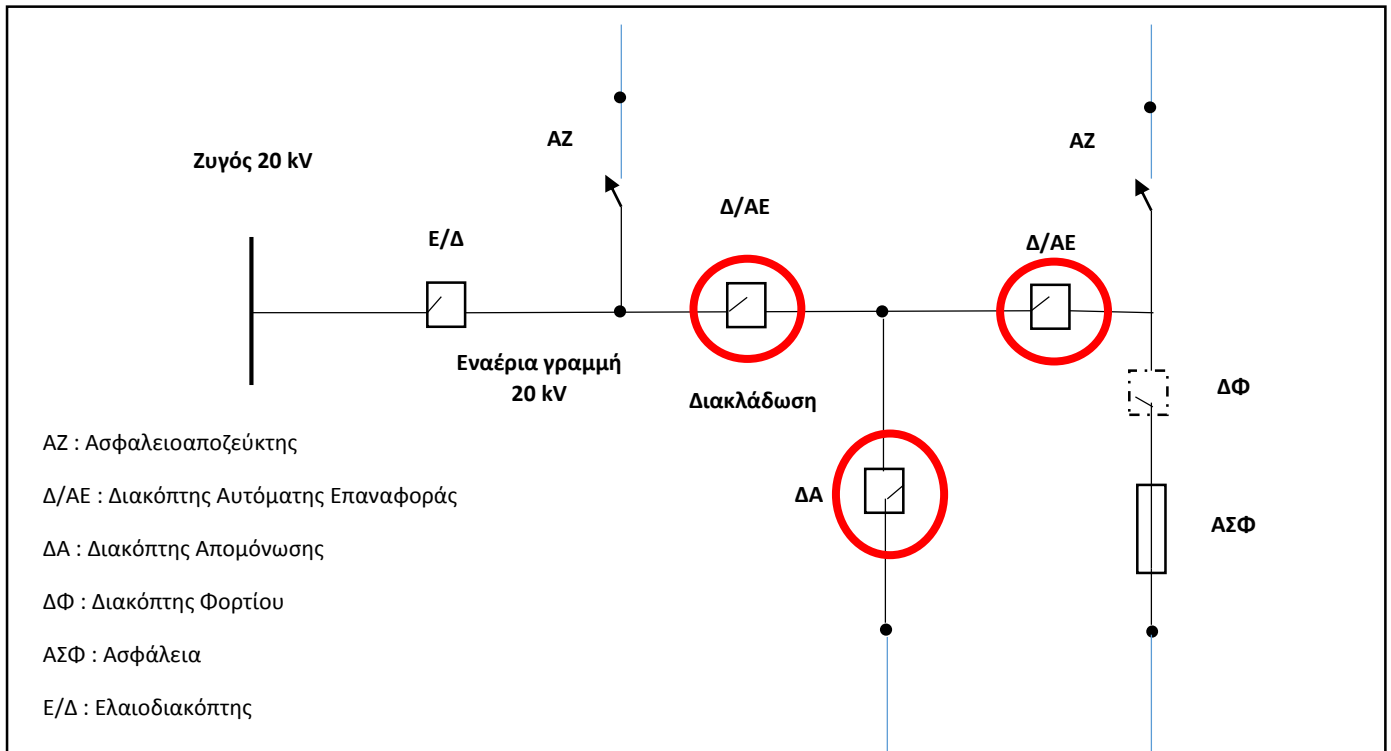 ΑΖ
ΑΖ
Ζυγός 20 kV
Δ/ΑΕ
Ε/Δ
Δ/ΑΕ
Εναέρια γραμμή
20 kV
Διακλάδωση
ΔΦ
ΑΖ : Ασφαλειοαποζεύκτης
Δ/ΑΕ : Διακόπτης Αυτόματης Επαναφοράς
ΔΑ
ΑΣΦ
ΔΑ : Διακόπτης Απομόνωσης
ΔΦ : Διακόπτης Φορτίου
ΑΣΦ : Ασφάλεια
Ε/Δ : Ελαιοδιακόπτης